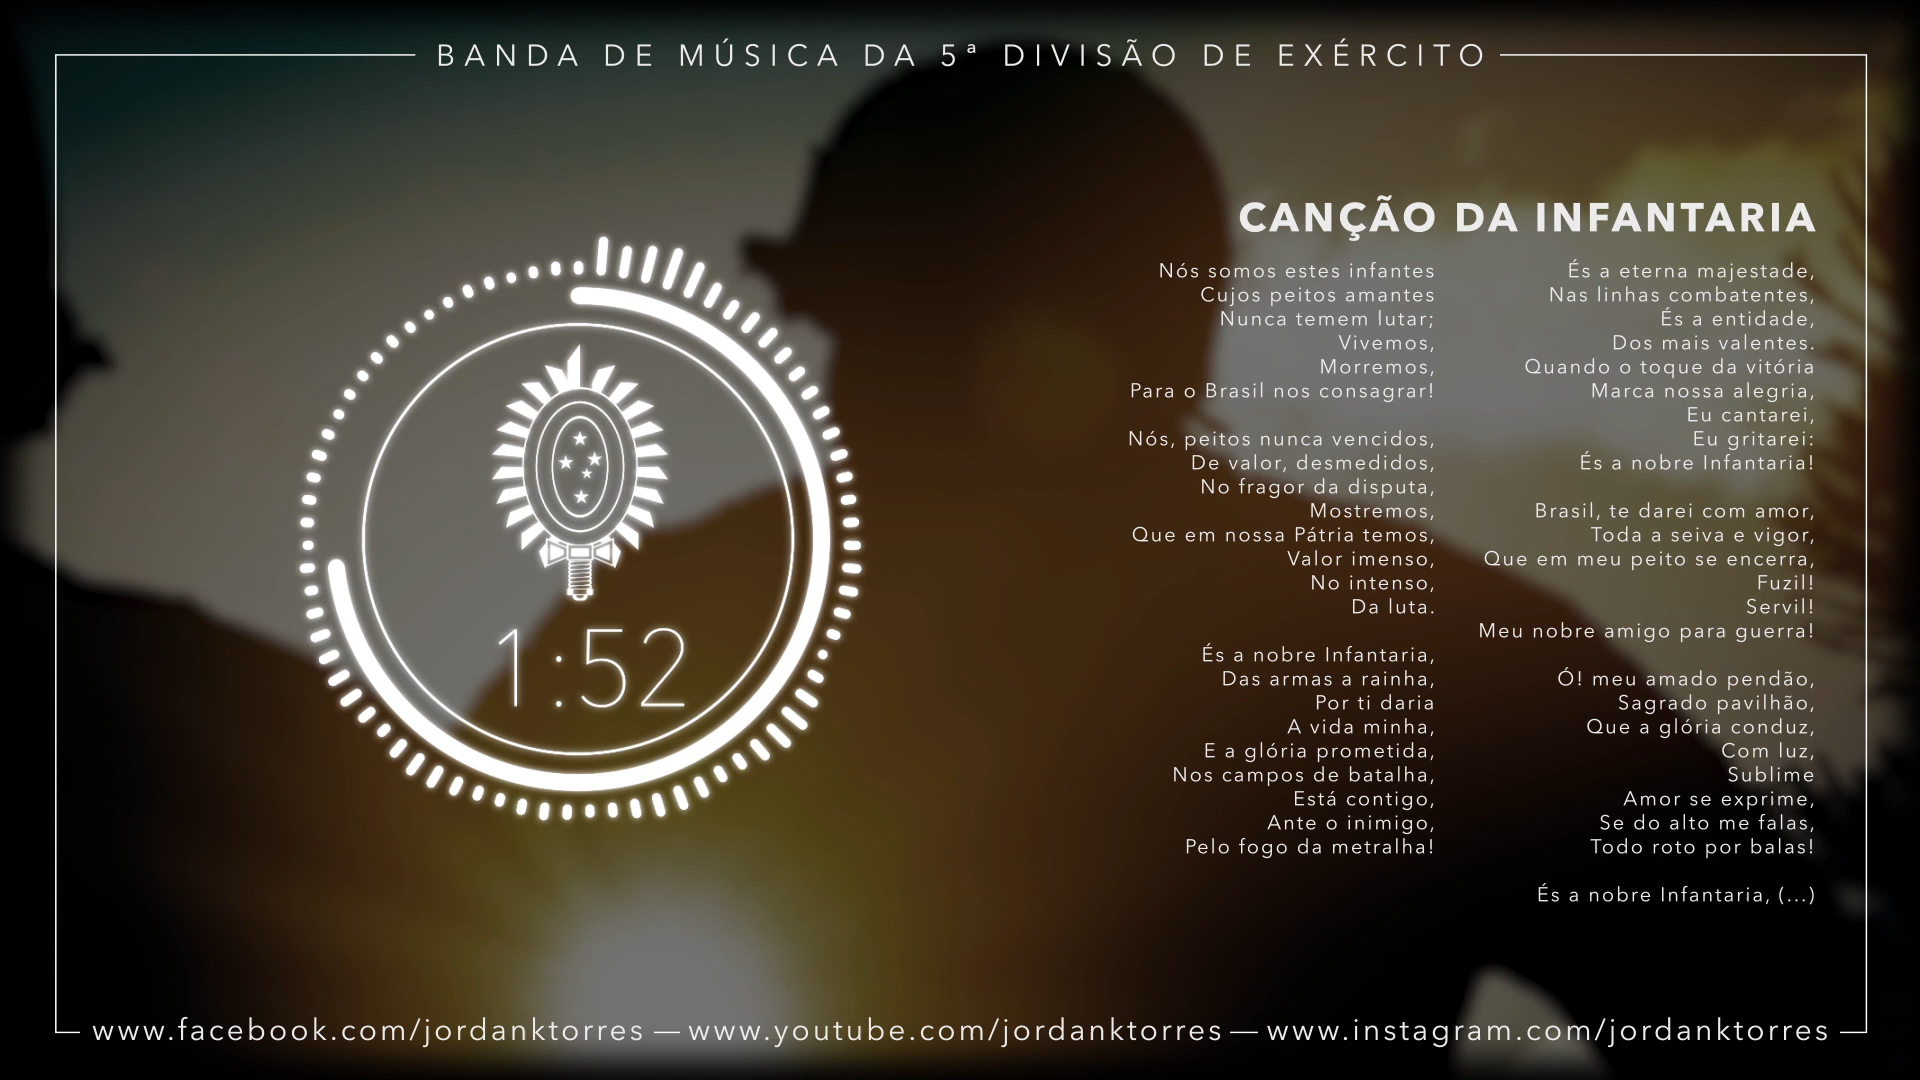 BANDA DE MÚSICA DA 5ª DIVISÃO DE EXÉRCITO
1:52
CANÇÃO DA INFANTARIA
Nós somos estes infantes
Cujos peitos amantes
Nunca temem lutar;
Vivemos,
Morremos,
Para o Brasil nos consagrar!
Nós, peitos nunca vencidos,
De valor, desmedidos,
No fragor da disputa,
Mostremos,
Que em nossa Pátria temos,
Valor imenso,
No intenso,
Da luta.
És a nobre Infantaria,
Das armas a rainha,
Por ti daria
A vida minha,
E a glória prometida,
Nos campos de batalha,
Está contigo,
Ante o inimigo,
Pelo fogo da metralha!
És a eterna majestade,
Nas linhas combatentes,
És a entidade,
Dos mais valentes.
Quando o toque da vitória
Marca nossa alegria,
Eu cantarei,
Eu gritarei:
És a nobre Infantaria!
Brasil, te darei com amor,
Toda a seiva e vigor,
Que em meu peito se encerra,
Fuzil!
Servil!
Meu nobre amigo para guerra!
Ó! meu amado pendão,
Sagrado pavilhão,
Que a glória conduz,
Com luz,
Sublime
Amor se exprime,
Se do alto me falas,
Todo roto por balas!
És a nobre Infantaria, (...)
www.facebook.com/jordanktorres — www.youtube.com/jordanktorres — www.instagram.com/jordanktorres